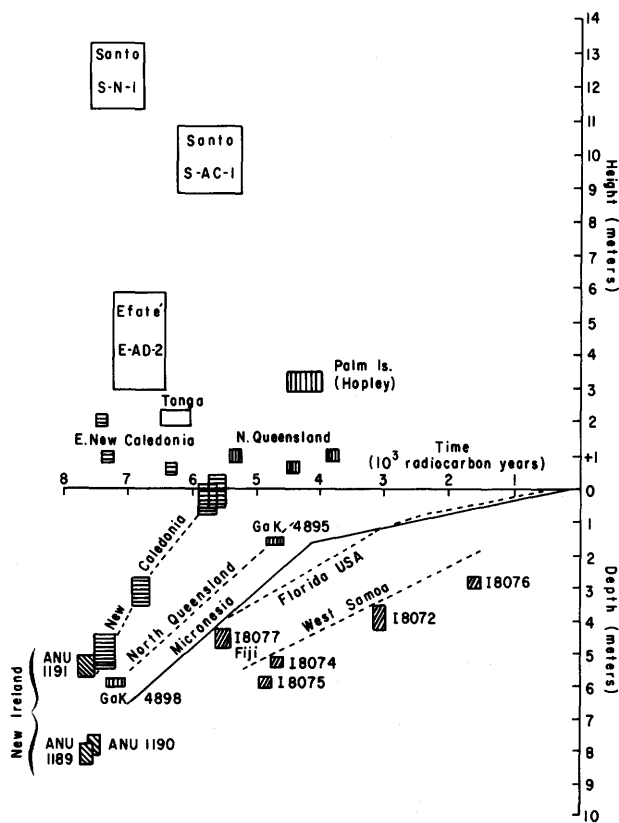 Santo
S-N-1
Santo
S-AC-1
Efaté
E-AD-2
Palm Is.
(Hopley)
Tanga
E. New Caledonia
N. Queensland
Time
(10³ radiocarbon years)
8 7 6 5 4 3 2 1
14
13
12
11
10
9
8
7
6
5
4
3
2
+1
0
1
2
3
4
5
6
7
8
9
10
Height (meters)
Depth (meters)
New Caledonia
North Queensland
Micronesia
Florida USA
West Samoa
GaK 4895
GaK 4898
I8077
Fiji
I8074
I8075
I8072
I8076
New Ireland
ANU
1191
ANU
1189
ANU 1190